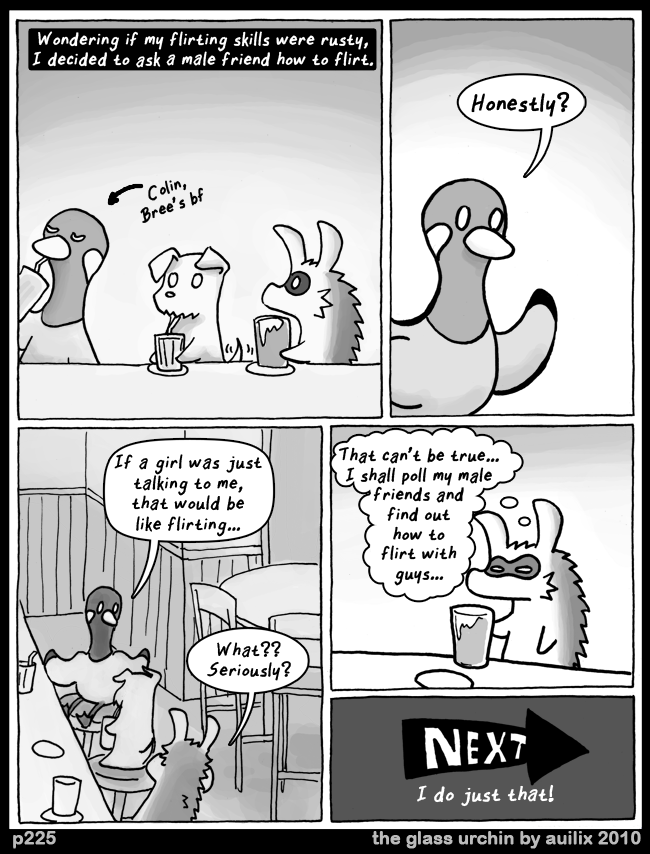 Wondering if my flirting skills were rusty,
I decided to ask a male friend how to flirt.
Colin,
Bree's bf
Honestly?
If a girl was just
talking to me,
that would be
like flirting...
What??
Seriously?
That can't be true...
I shall poll my male
friends and
find out
how to
flirt with
guys...
NEXT
I do just that!
p225
the glass urchin by auilix 2010